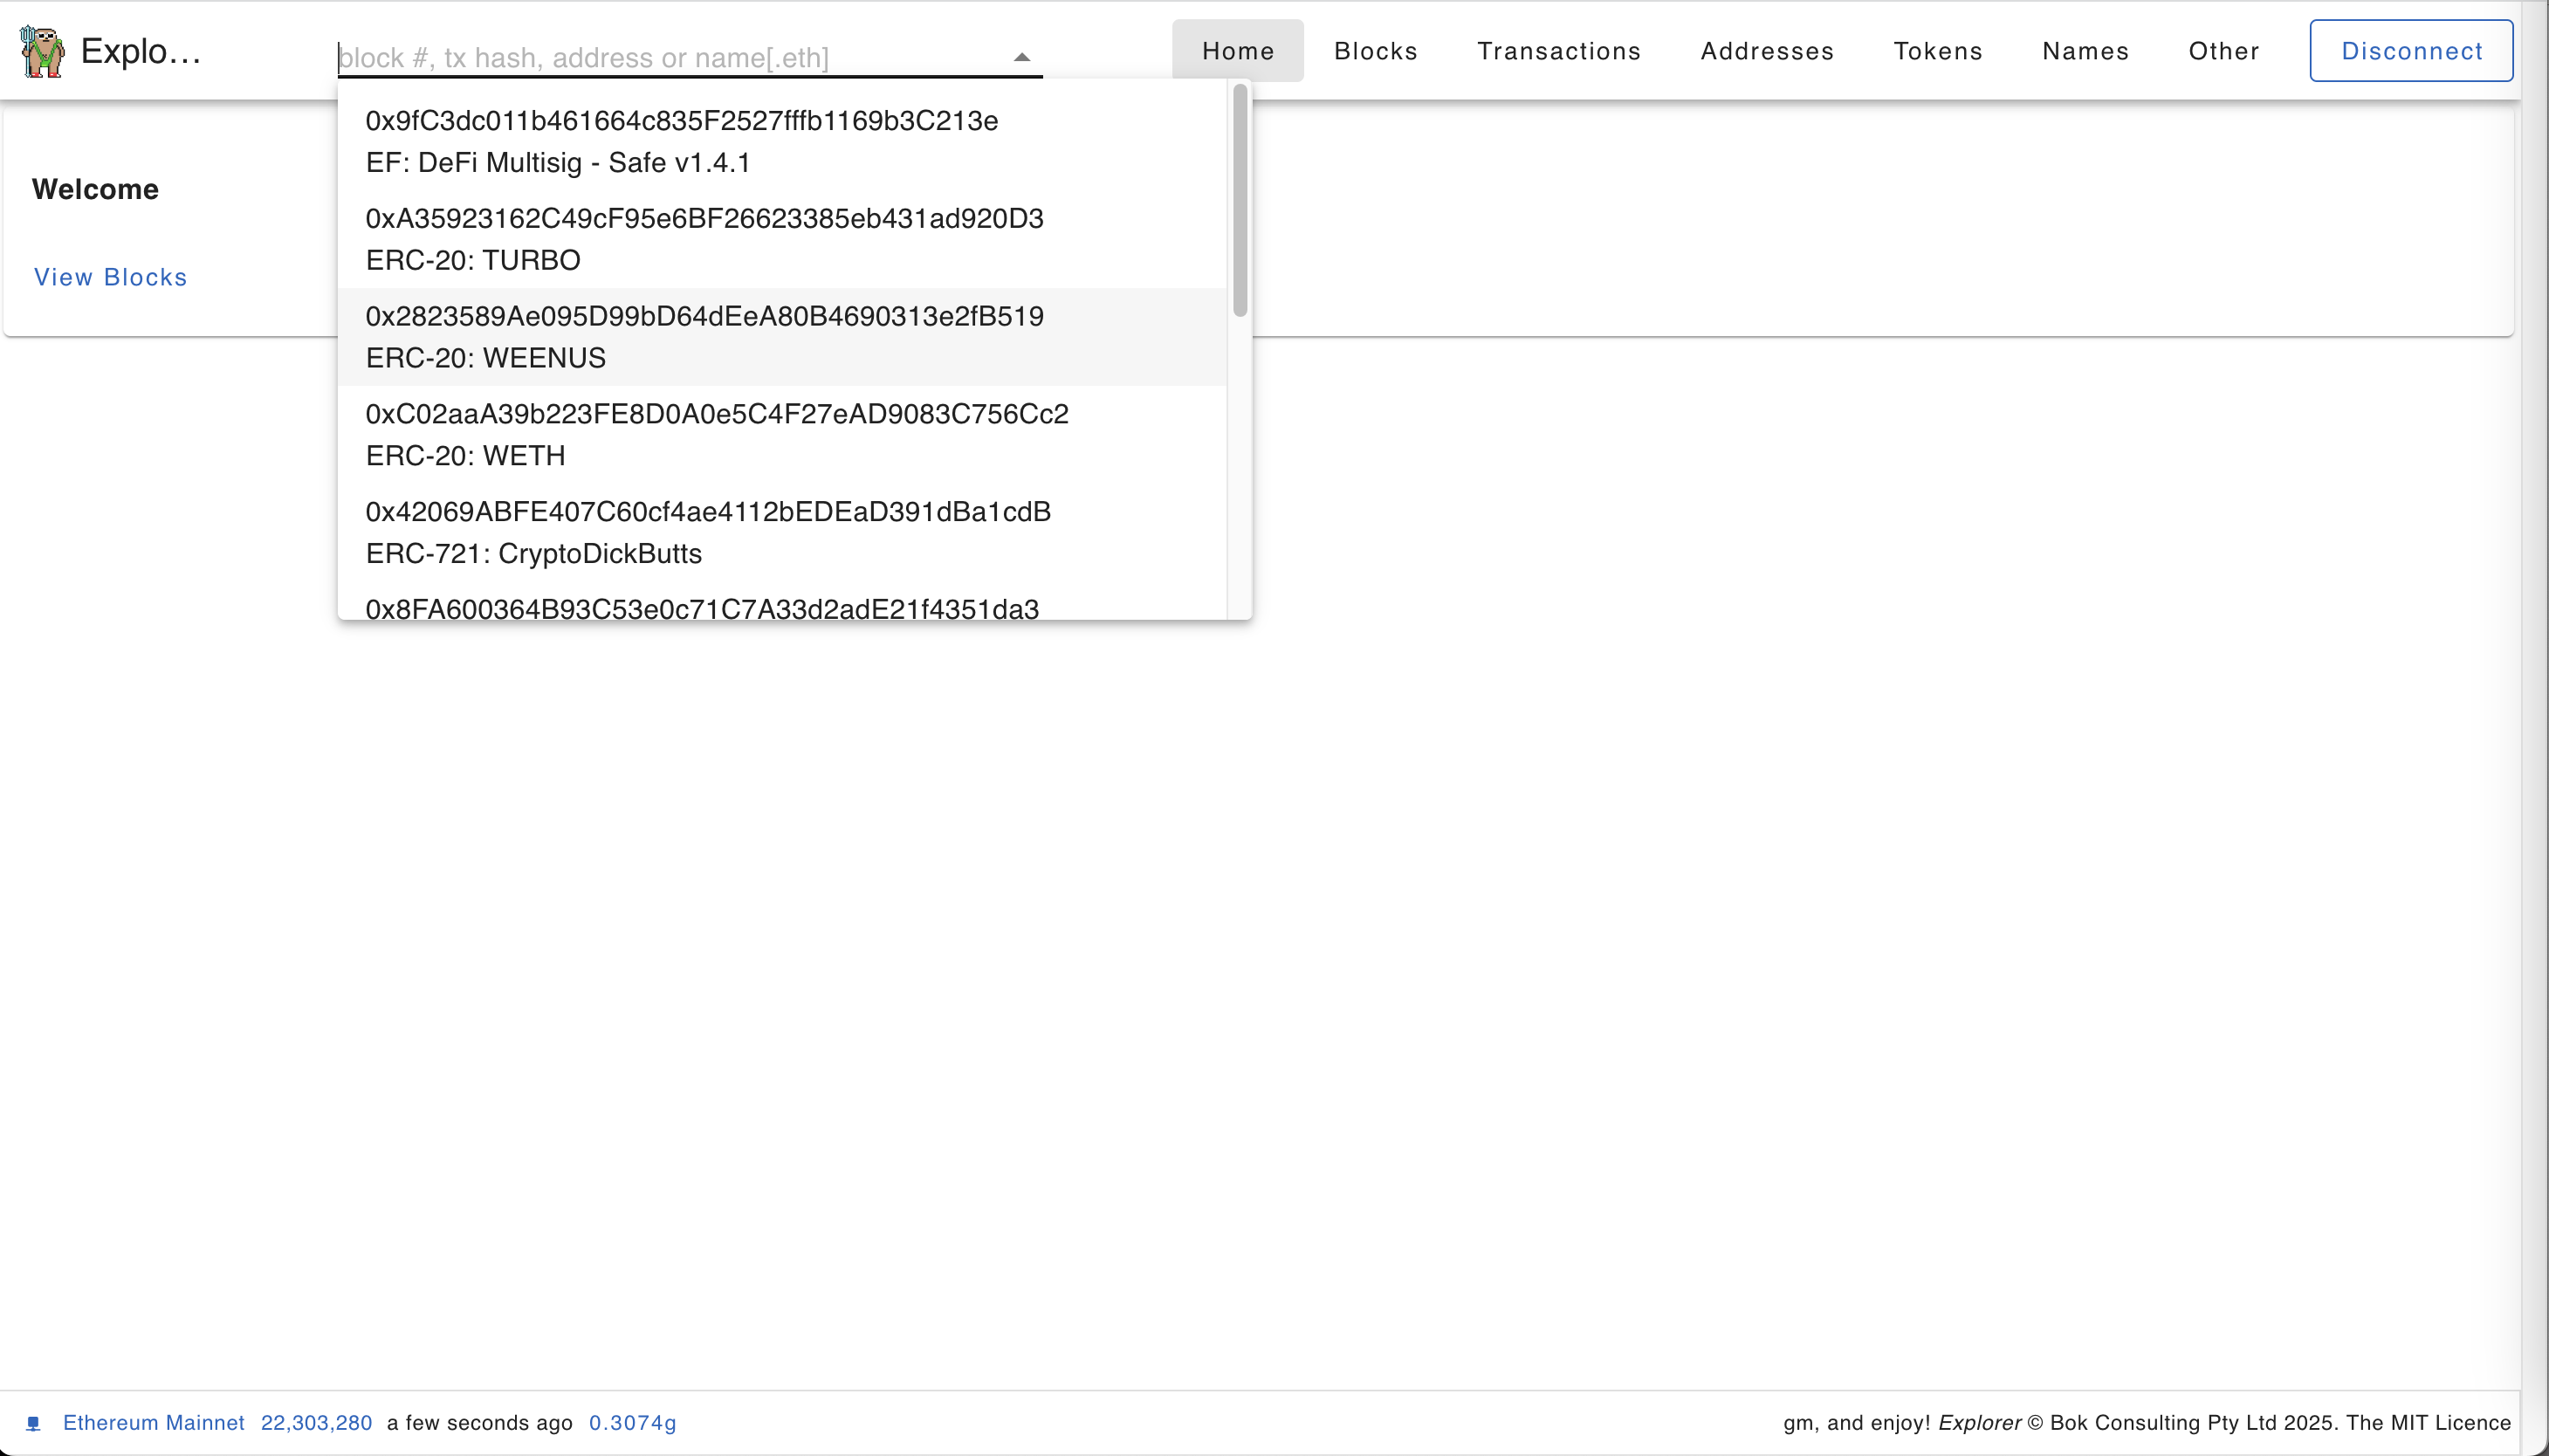 Explo...
block #, tx hash, address or name[.eth]
Home Blocks Transactions Addresses Tokens Names Other Disconnect
0x9fC3dc011b461664c835F2527fffb1169b3C213e
EF: DeFi Multisig - Safe v1.4.1
0xA35923162C49cF95e6BF26623385eb431ad920D3
ERC-20: TURBO
0x2823589Ae095D99bD64dEeA80B4690313e2fB519
ERC-20: WEENUS
0xC02aaA39b223FE8D0A0e5C4F27eAD9083C756Cc2
ERC-20: WETH
0x42069ABFE407C60cf4ae4112bEDEaD391dBa1cdB
ERC-721: CryptoDickButts
0x8FA600364B93C53e0c71C7A33d2adE21f4351da3
Welcome
View Blocks
Ethereum Mainnet 22,303,280 a few seconds ago 0.3074g
gm, and enjoy! Explorer © Bok Consulting Pty Ltd 2025. The MIT Licence